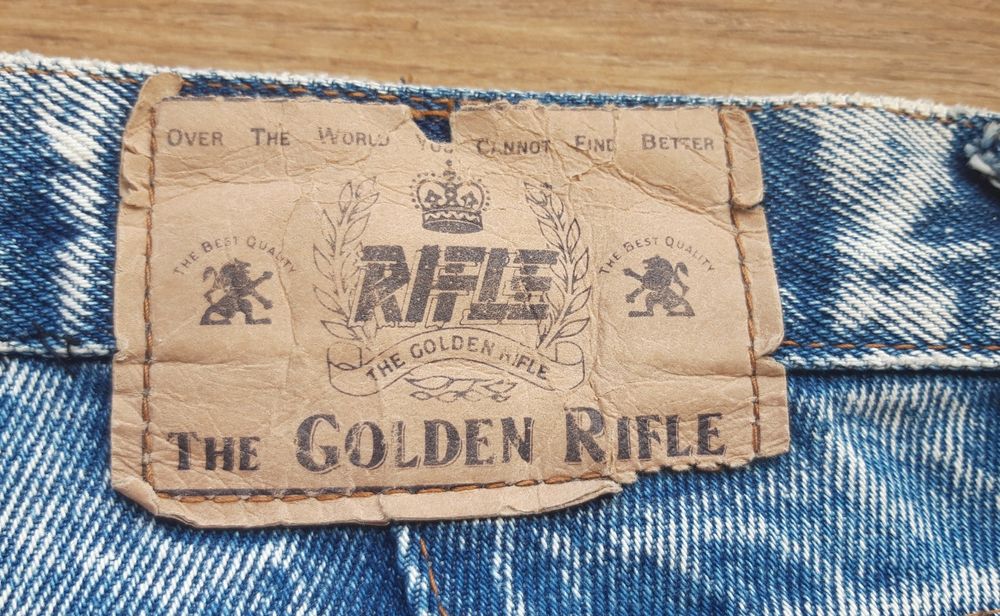 OVER THE WORLD YOU CANNOT FIND BETTER
THE BEST QUALITY
RIFLE
THE GOLDEN RIFLE
THE BEST QUALITY
THE GOLDEN RIFLE